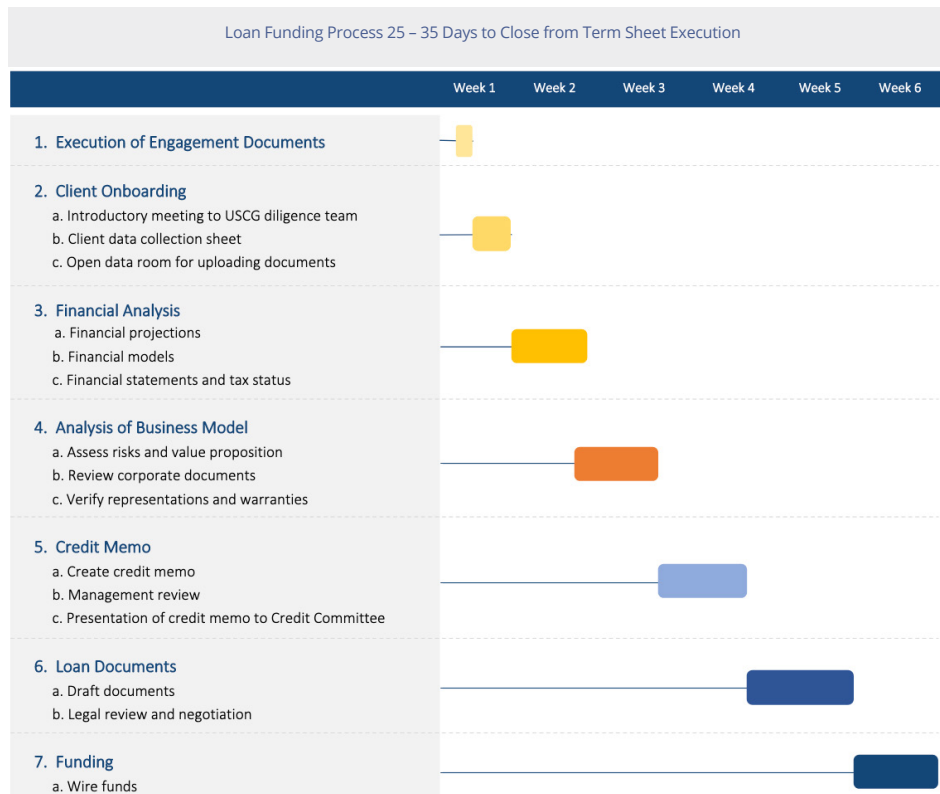 Loan Funding Process 25 – 35 Days to Close from Term Sheet Execution
Week 1 Week 2 Week 3 Week 4 Week 5 Week 6
1. Execution of Engagement Documents
2. Client Onboarding
a. Introductory meeting to USCG diligence team
b. Client data collection sheet
c. Open data room for uploading documents
3. Financial Analysis
a. Financial projections
b. Financial models
c. Financial statements and tax status
4. Analysis of Business Model
a. Assess risks and value proposition
b. Review corporate documents
c. Verify representations and warranties
5. Credit Memo
a. Create credit memo
b. Management review
c. Presentation of credit memo to Credit Committee
6. Loan Documents
a. Draft documents
b. Legal review and negotiation
7. Funding
a. Wire funds